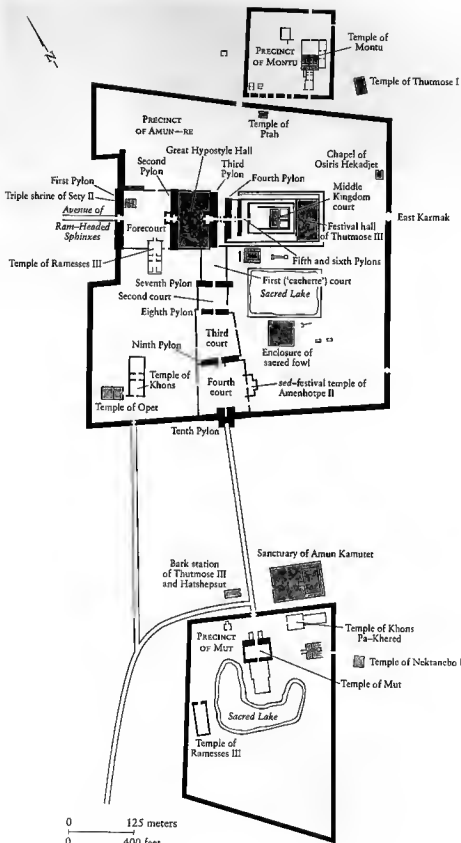 N
PRECINCT
OF MONTU
Temple of
Montu
Temple of Thutmose I
PRECINCT
OF AMUN-RE
Temple of
Ptah
Great Hypostyle Hall
Second
Pylon
Third
Pylon
Fourth Pylon
Chapel of
Osiris Hekadjet
Middle
Kingdom
court
First Pylon
Triple shrine of Sety II
Avenue of
Ram-Headed
Sphinxes
Forecourt
East Karnak
Festival hall
of Thutmose III
Temple of Ramesses III
Fifth and sixth Pylons
First ('cachette') court
Sacred Lake
Seventh Pylon
Second court
Eighth Pylon
Third
court
Enclosure of
sacred fowl
Ninth Pylon
Temple of
Khons
Fourth
court
sed-festival temple of
Amenhotpe II
Temple of Opet
Tenth Pylon
Sanctuary of Amun Kamutet
Bark station
of Thutmose III
and Hatshepsut
PRECINCT
OF MUT
Temple of Khons
Pa-Khered
Temple of Nektanebo
Temple of Mut
Sacred Lake
Temple of
Ramesses III
0 125 meters
0 400 feet